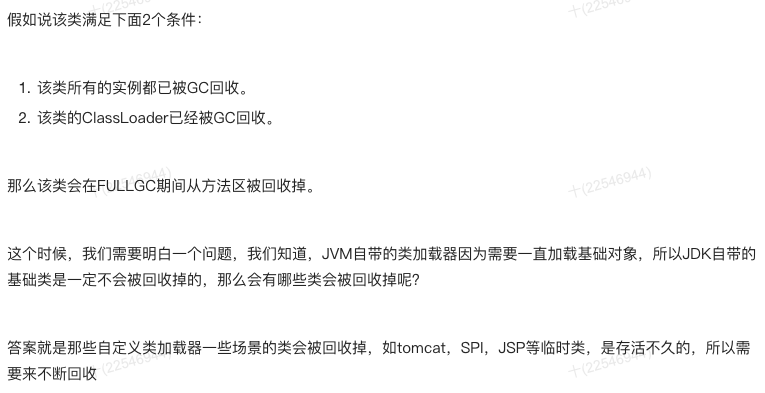 假如说该类满足下面2个条件：
1. 该类所有的实例都已被GC回收。
2. 该类的ClassLoader已经被GC回收。
那么该类会在FULLGC期间从方法区被回收掉。
这个时候，我们需要明白一个问题，我们知道，JVM自带的类加载器因为需要一直加载基础对象，所以JDK自带的
基础类是一定不会被回收掉的，那么会有哪些类会被回收掉呢？
答案就是那些自定义类加载器一些场景的类会被回收掉，如tomcat，SPI，JSP等临时类，是存活不久的，所以需
要来不断回收
十(22546944)
十(22546944)